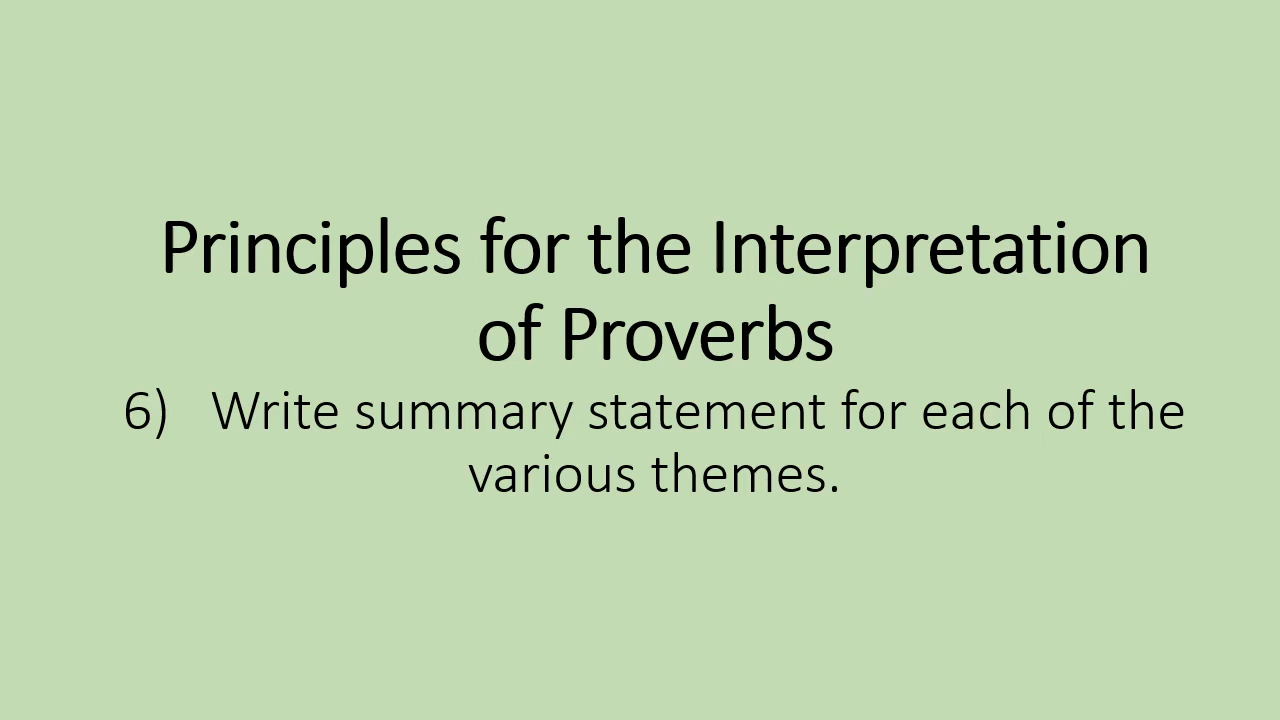 Principles for the Interpretation
of Proverbs
6) Write summary statement for each of the
various themes.